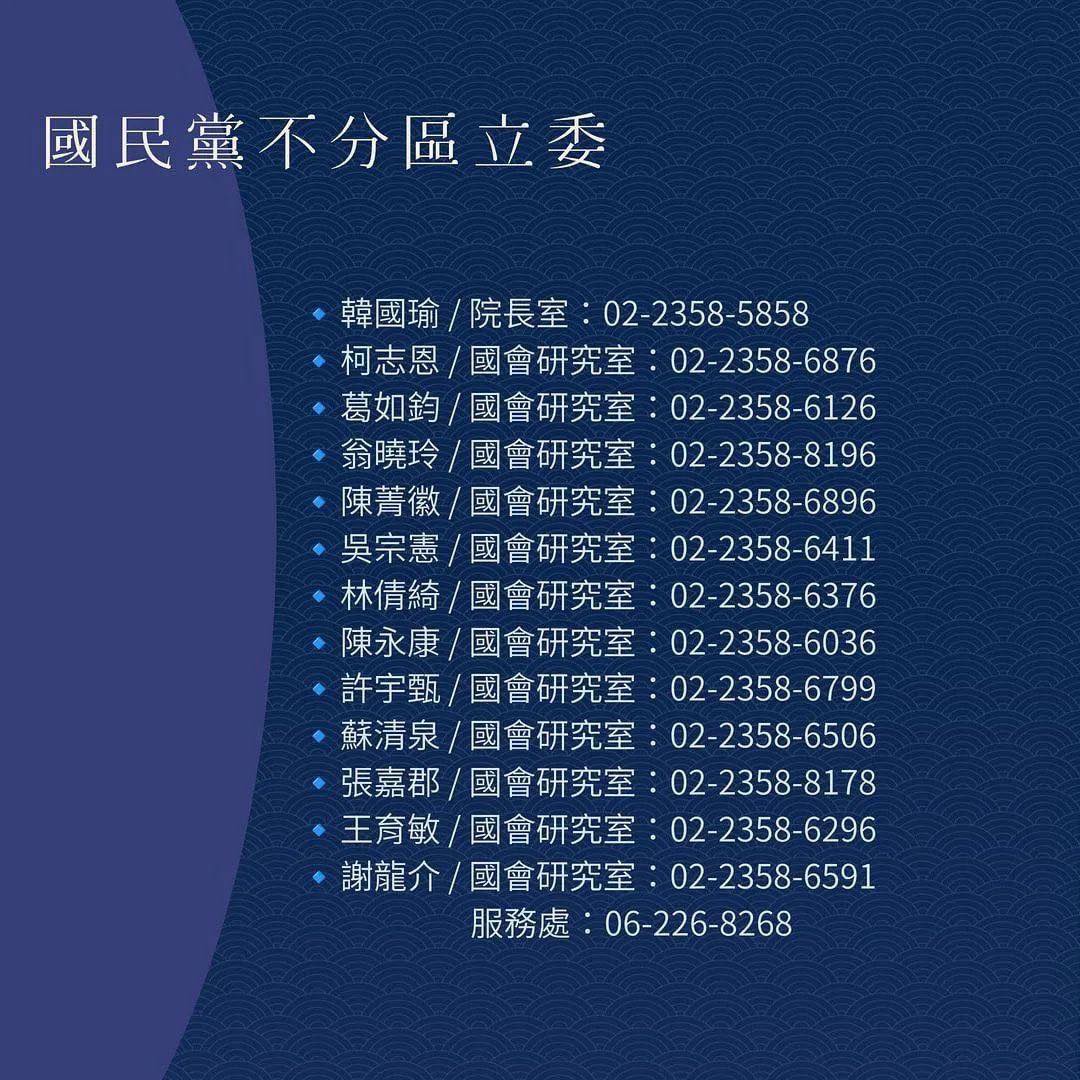 國民黨不分區立委
🔹韓國瑜 / 院長室：02-2358-5858
🔹柯志恩 / 國會研究室：02-2358-6876
🔹葛如鈞 / 國會研究室：02-2358-6126
🔹翁曉玲 / 國會研究室：02-2358-8196
🔹陳菁徽 / 國會研究室：02-2358-6896
🔹吳宗憲 / 國會研究室：02-2358-6411
🔹林倩綺 / 國會研究室：02-2358-6376
🔹陳永康 / 國會研究室：02-2358-6036
🔹許宇甄 / 國會研究室：02-2358-6799
🔹蘇清泉 / 國會研究室：02-2358-6506
🔹張嘉郡 / 國會研究室：02-2358-8178
🔹王育敏 / 國會研究室：02-2358-6296
🔹謝龍介 / 國會研究室：02-2358-6591
服務處：06-226-8268